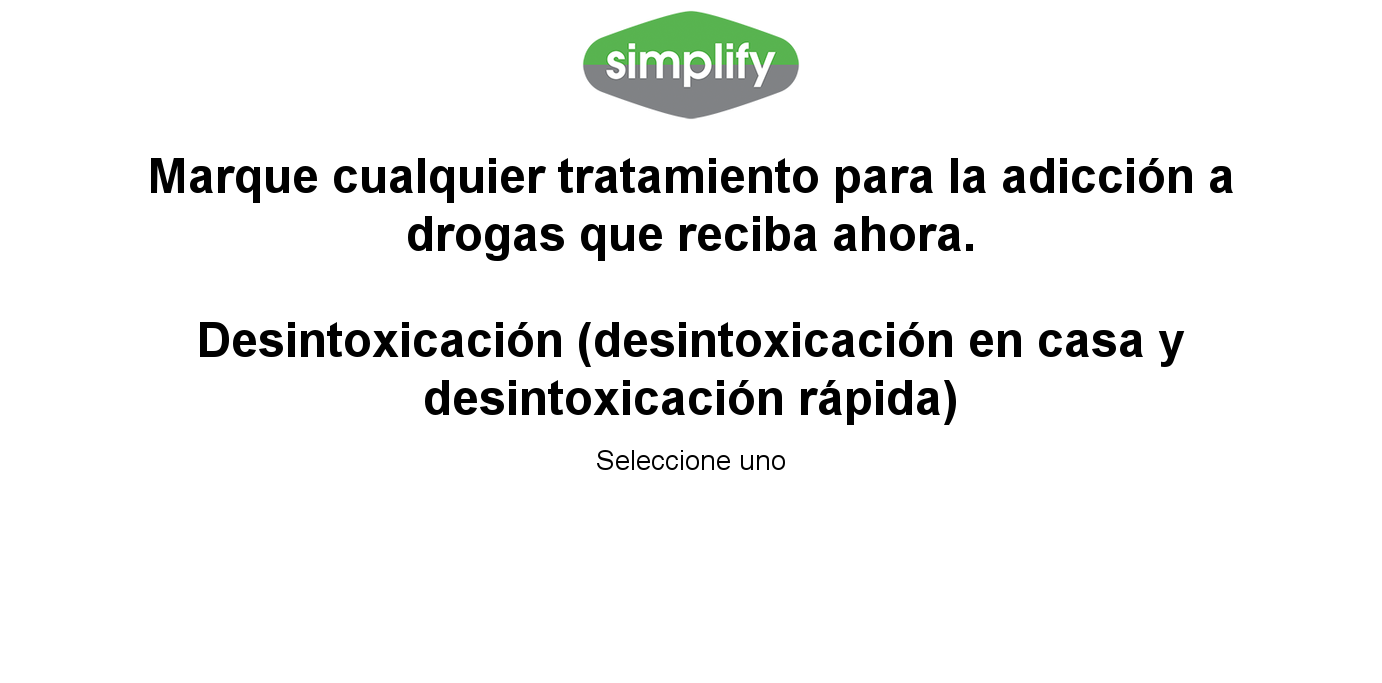 simplify
Marque cualquier tratamiento para la adicción a
drogas que reciba ahora.
Desintoxicación (desintoxicación en casa y
desintoxicación rápida)
Seleccione uno